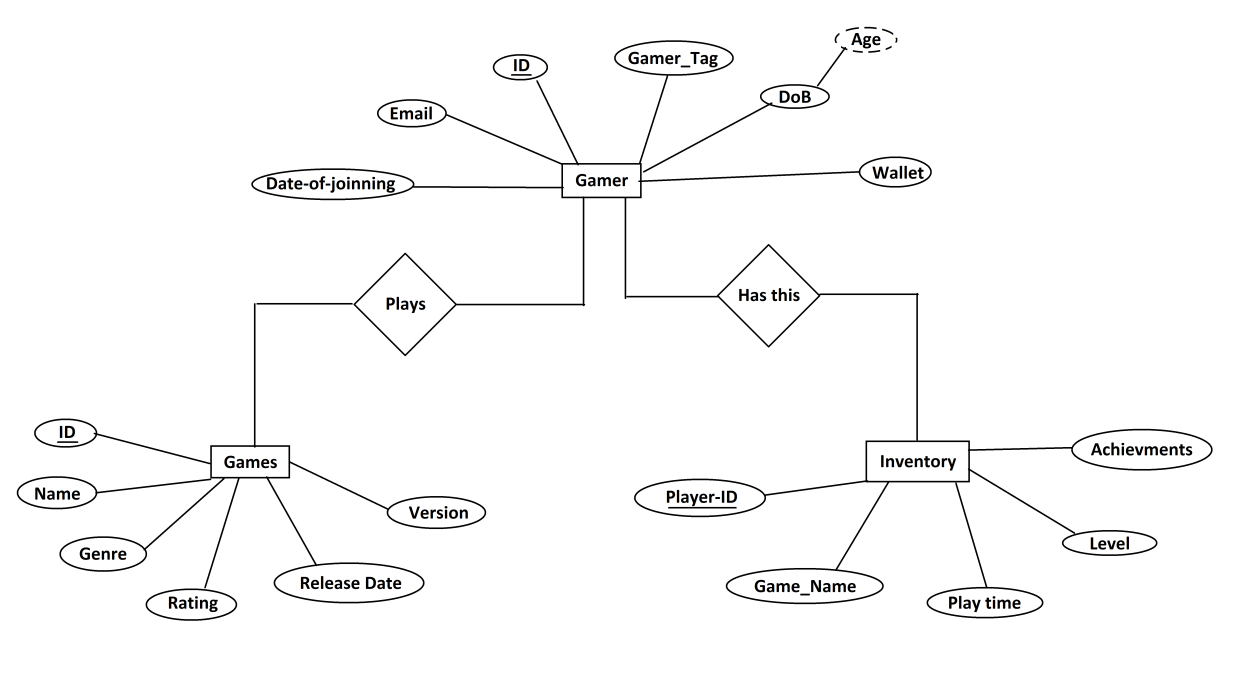 Age
ID
Gamer_Tag
DoB
Email
Date-of-joinning
Gamer
Wallet
Plays
Has this
ID
Games
Name
Genre
Rating
Release Date
Version
Inventory
Achievments
Player-ID
Game_Name
Play time
Level